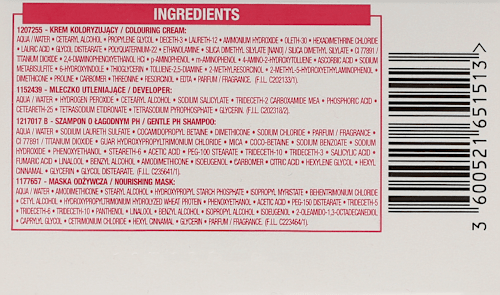 INGREDIENTS
1207255 - KREM KOLORYZUJĄCY / COLOURING CREAM:
AQUA / WATER • CETEARYL ALCOHOL • PROPYLENE GLYCOL • DECETH-3 • LAURETH-12 • AMMONIUM HYDROXIDE • OLETH-30 • HEXADIMETHRINE CHLORIDE
• LAURIC ACID • GLYCOL DISTEARATE • POLYQUATERNIUM-22 • ETHANOLAMINE • SILICA DIMETHYL SILYLATE [NANO] / SILICA DIMETHYL SILYLATE • CI 77891 /
TITANIUM DIOXIDE • 2,4-DIAMINOPHENOXYETHANOL HCl • p-AMINOPHENOL • m-AMINOPHENOL • 4-AMINO-2-HYDROXYTOLUENE • ASCORBIC ACID • SODIUM
METABISULFITE • 6-HYDROXYINDOLE • THIOGLYCERIN • TOLUENE-2,5-DIAMINE • 2-METHYLRESORCINOL • 2-METHYL-5-HYDROXYETHYLAMINOPHENOL
DIMETHICONE • PROLINE • CARBOMER • THREONINE • RESORCINOL • EDTA • PARFUM / FRAGRANCE. (F.I.L. C202133/1).
1152439 - MLECZKO UTLENIAJĄCE / DEVELOPER:
AQUA / WATER • HYDROGEN PEROXIDE • CETEARYL ALCOHOL • SODIUM SALICYLATE • TRIDECETH-2 CARBOXAMIDE MEA • PHOSPHORIC ACID •
CETEARETH-25 • TETRASODIUM ETIDRONATE • TETRASODIUM PYROPHOSPHATE • GLYCERIN. (F.I.L. C202318/2).
1217017 B - SZAMPON O ŁAGODNYM PH / GENTLE PH SHAMPOO:
AQUA / WATER • SODIUM LAURETH SULFATE • COCAMIDOPROPYL BETAINE • DIMETHICONE • SODIUM CHLORIDE • PARFUM / FRAGRANCE •
CI 77891 / TITANIUM DIOXIDE • GUAR HYDROXYPROPYLTRIMONIUM CHLORIDE • MICA • COCO-BETAINE • SODIUM BENZOATE • SODIUM
HYDROXIDE • PHENOXYETHANOL • STEARETH-6 • ACETIC ACID • PEG-100 STEARATE • TRIDECETH-10 • TRIDECETH-3 • SALICYLIC ACID •
FUMARIC ACID • LINALOOL • BENZYL ALCOHOL • AMODIMETHICONE • ISOEUGENOL • CARBOMER • CITRIC ACID • HEXYLENE GLYCOL • HEXYL
CINNAMAL • GLYCERIN • GLYCOL DISTEARATE. (F.I.L. C235641/1).
1177657 - MASKA ODŻYWCZA / NOURISHING MASK:
AQUA / WATER • AMODIMETHICONE • STEARYL ALCOHOL • HYDROXYPROPYL STARCH PHOSPHATE • ISOPROPYL MYRISTATE • BEHENTRIMONIUM CHLORIDE
• CETYL ALCOHOL • HYDROXYPROPYLTRIMONIUM HYDROLYZED WHEAT PROTEIN • PHENOXYETHANOL • ACETIC ACID • PEG-150 DISTEARATE • TRIDECETH-5
• TRIDECETH-6 • TRIDECETH-10 • PANTHENOL • LINALOOL • BENZYL ALCOHOL • ISOPROPYL ALCOHOL • ISOEUGENOL • 2-OLEAMIDO-1,3-OCTADECANEDIOL
• CAPRYLYL GLYCOL • CETRIMONIUM CHLORIDE • HEXYL CINNAMAL • GLYCERIN • PARFUM / FRAGRANCE. (F.I.L. C223464/1).
3 600521 651513 >